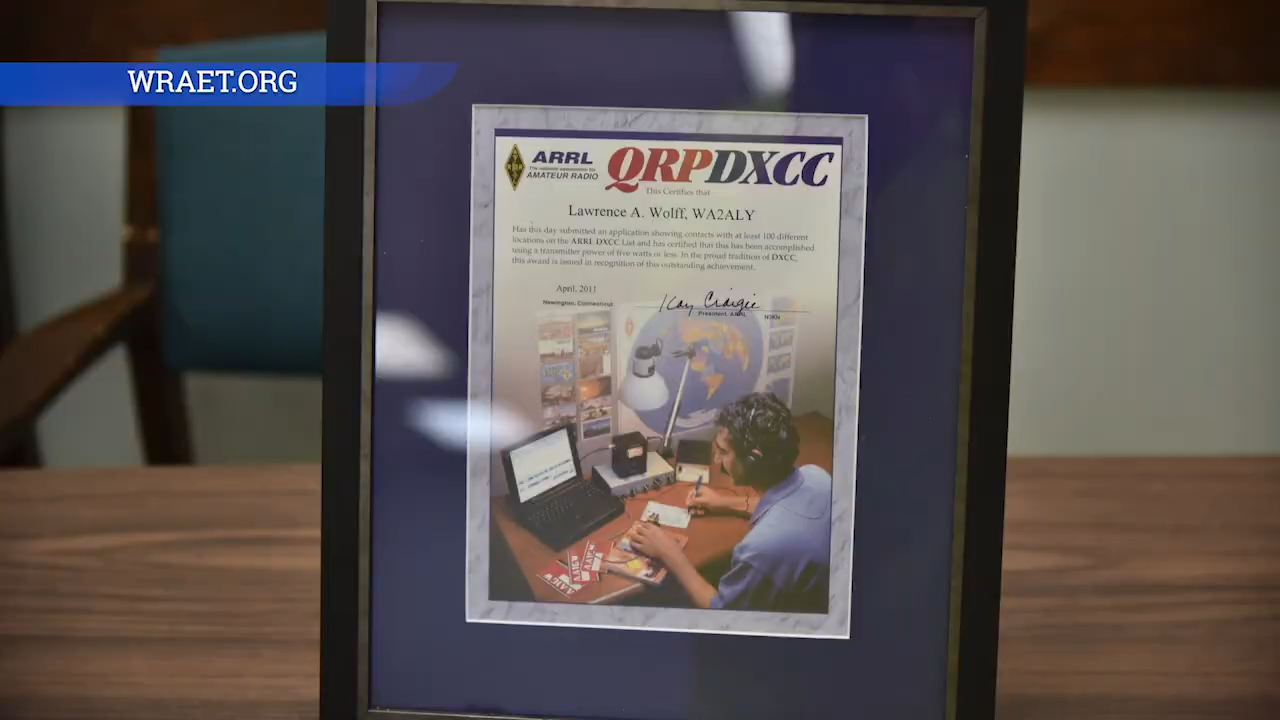 WRAET.ORG
ARRL
The national association for
AMATEUR RADIO
QRPDXCC
This Certifies that
Lawrence A. Wolff, WA2ALY
Has this day submitted an application showing contacts with at least 100 different
locations on the ARRL DXCC List and has certified that this has been accomplished
using a transmitter power of five watts or less. In the proud tradition of DXCC,
this award is issued in recognition of this outstanding achievement.
April, 2011
Newington, Connecticut
Kay Craigie
President, ARRL N3KN